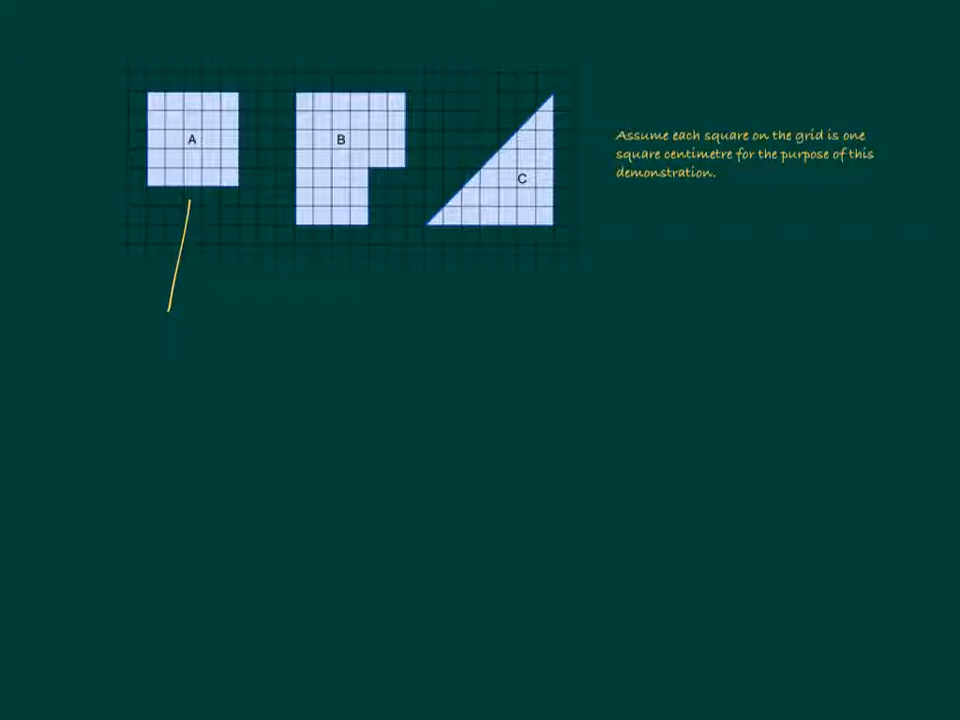 A
B
C
Assume each square on the grid is one
square centimetre for the purpose of this
demonstration.